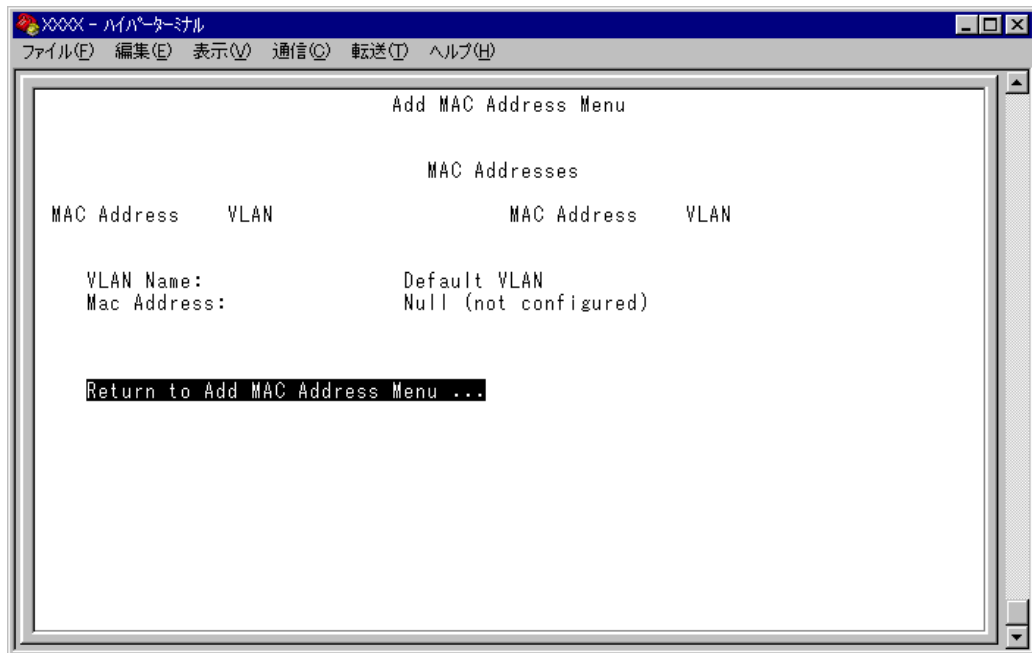 XXXX - ﾊｲﾊﾟｰﾀｰﾐﾅﾙ
ファイル(F) 編集(E) 表示(V) 通信(C) 転送(T) ヘルプ(H)
Add MAC Address Menu
MAC Addresses
MAC Address VLAN MAC Address VLAN
VLAN Name: Default VLAN
Mac Address: Null (not configured)
Return to Add MAC Address Menu ...